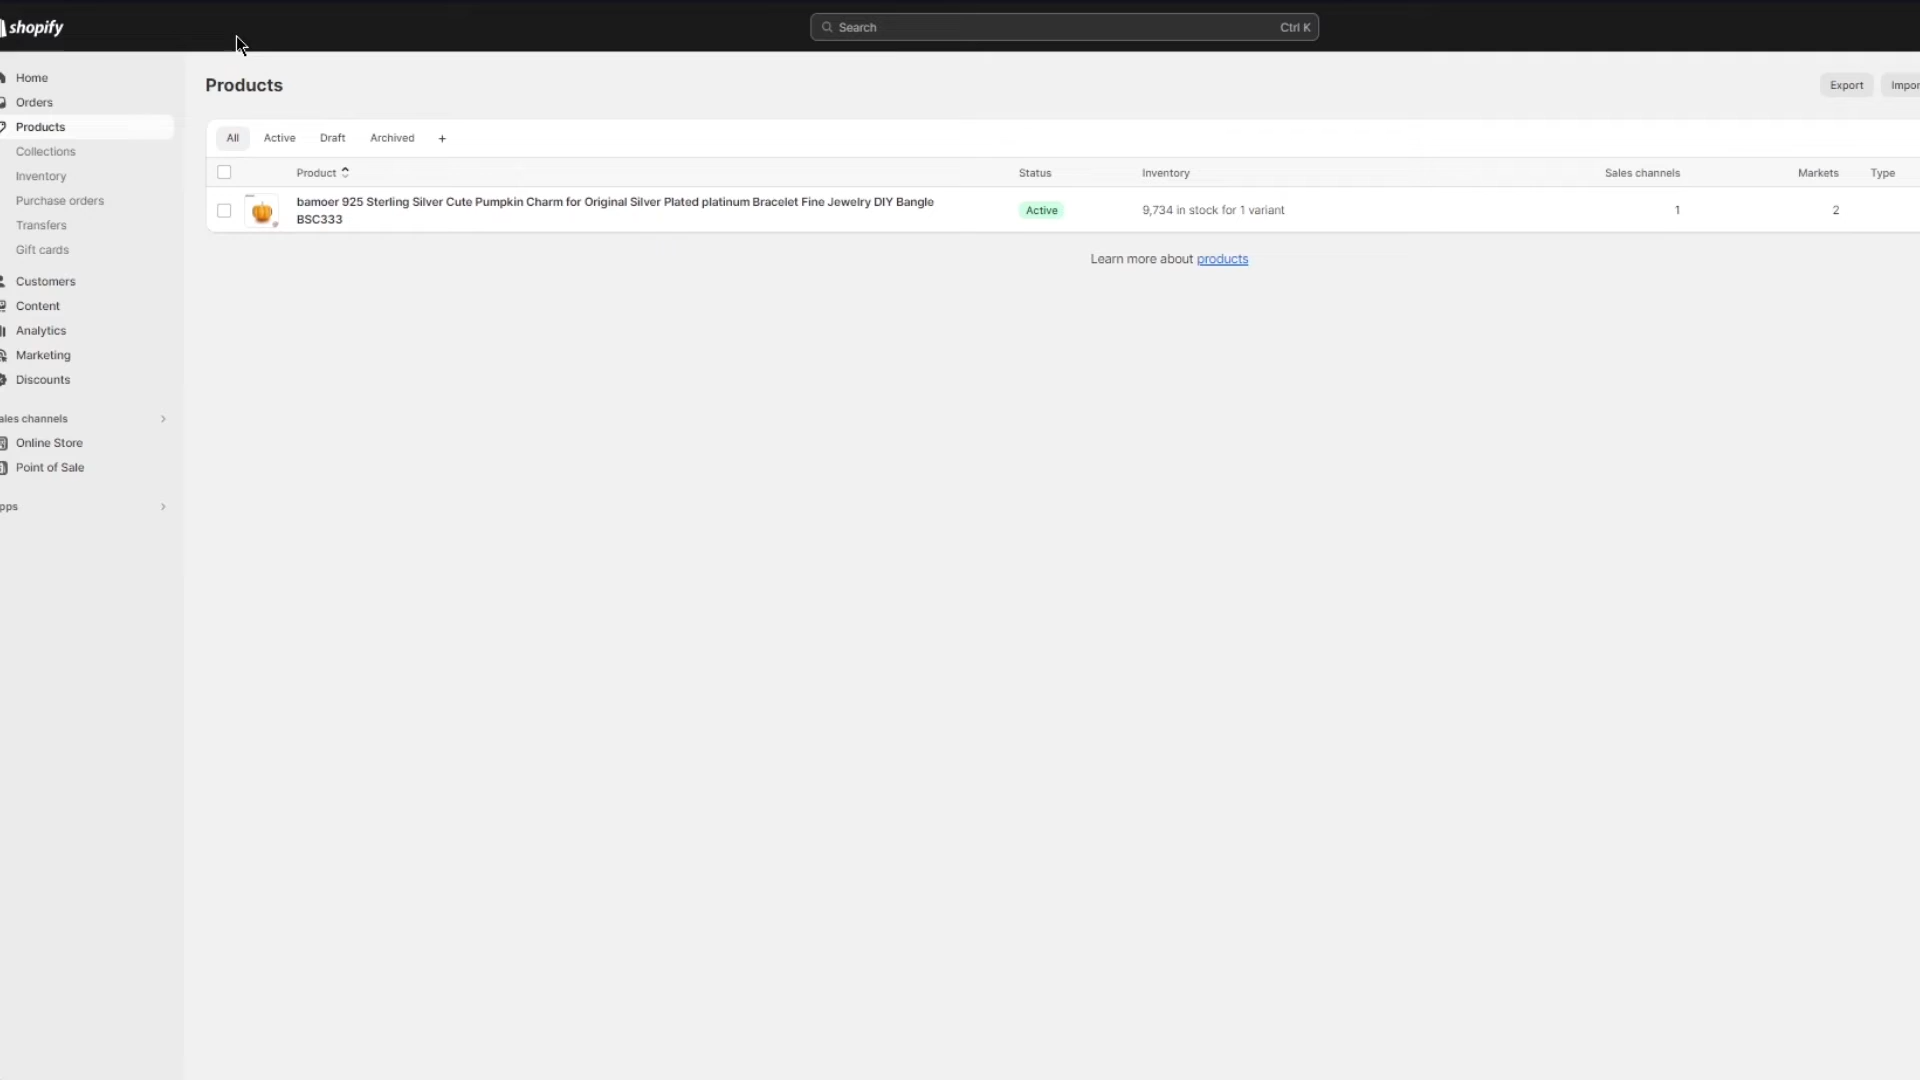 shopify
Search
Ctrl K
Home
Orders
Products
Collections
Inventory
Purchase orders
Transfers
Gift cards
Customers
Content
Analytics
Marketing
Discounts
ales channels
Online Store
Point of Sale
pps
Products
Export
Impor
All
Active
Draft
Archived
+
Product
Status
Inventory
Sales channels
Markets
Type
bamoer 925 Sterling Silver Cute Pumpkin Charm for Original Silver Plated platinum Bracelet Fine Jewelry DIY Bangle
BSC333
Active
9,734 in stock for 1 variant
1
2
Learn more about products